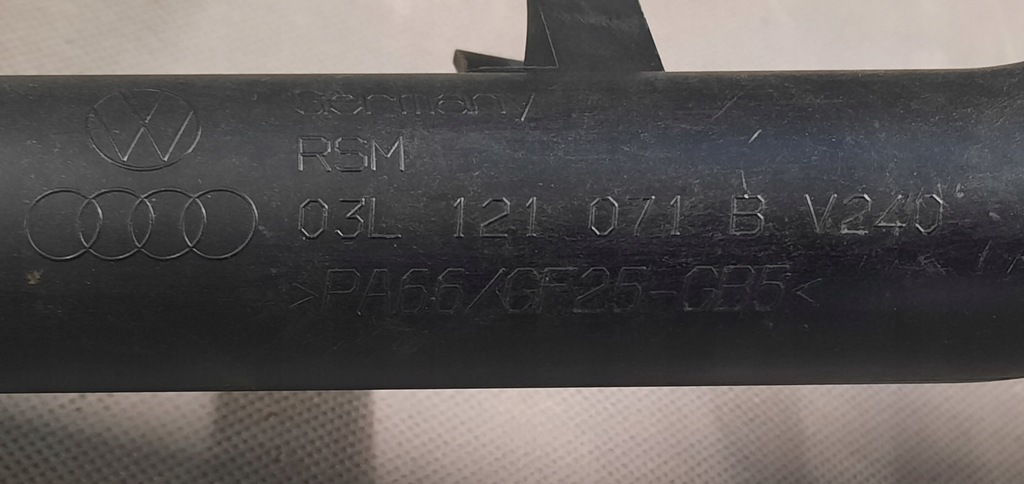 Germany
RSM
03L 121 071 B V240
>PA66/GF25-GB5<